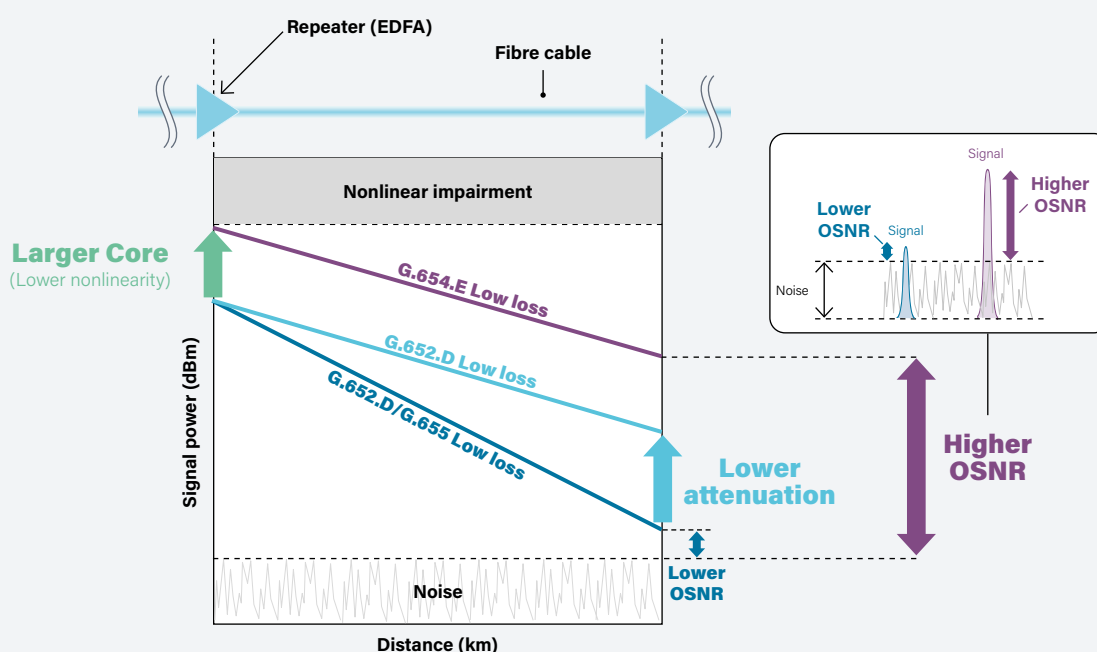 Repeater (EDFA)
Fibre cable
Nonlinear impairment
Larger Core
(Lower nonlinearity)
G.654.E Low loss
G.652.D Low loss
G.652.D/G.655 Low loss
Signal power (dBm)
Lower
attenuation
Lower
OSNR
Noise
Distance (km)
Higher
OSNR
Signal
Higher
OSNR
Lower
OSNR
Signal
Noise